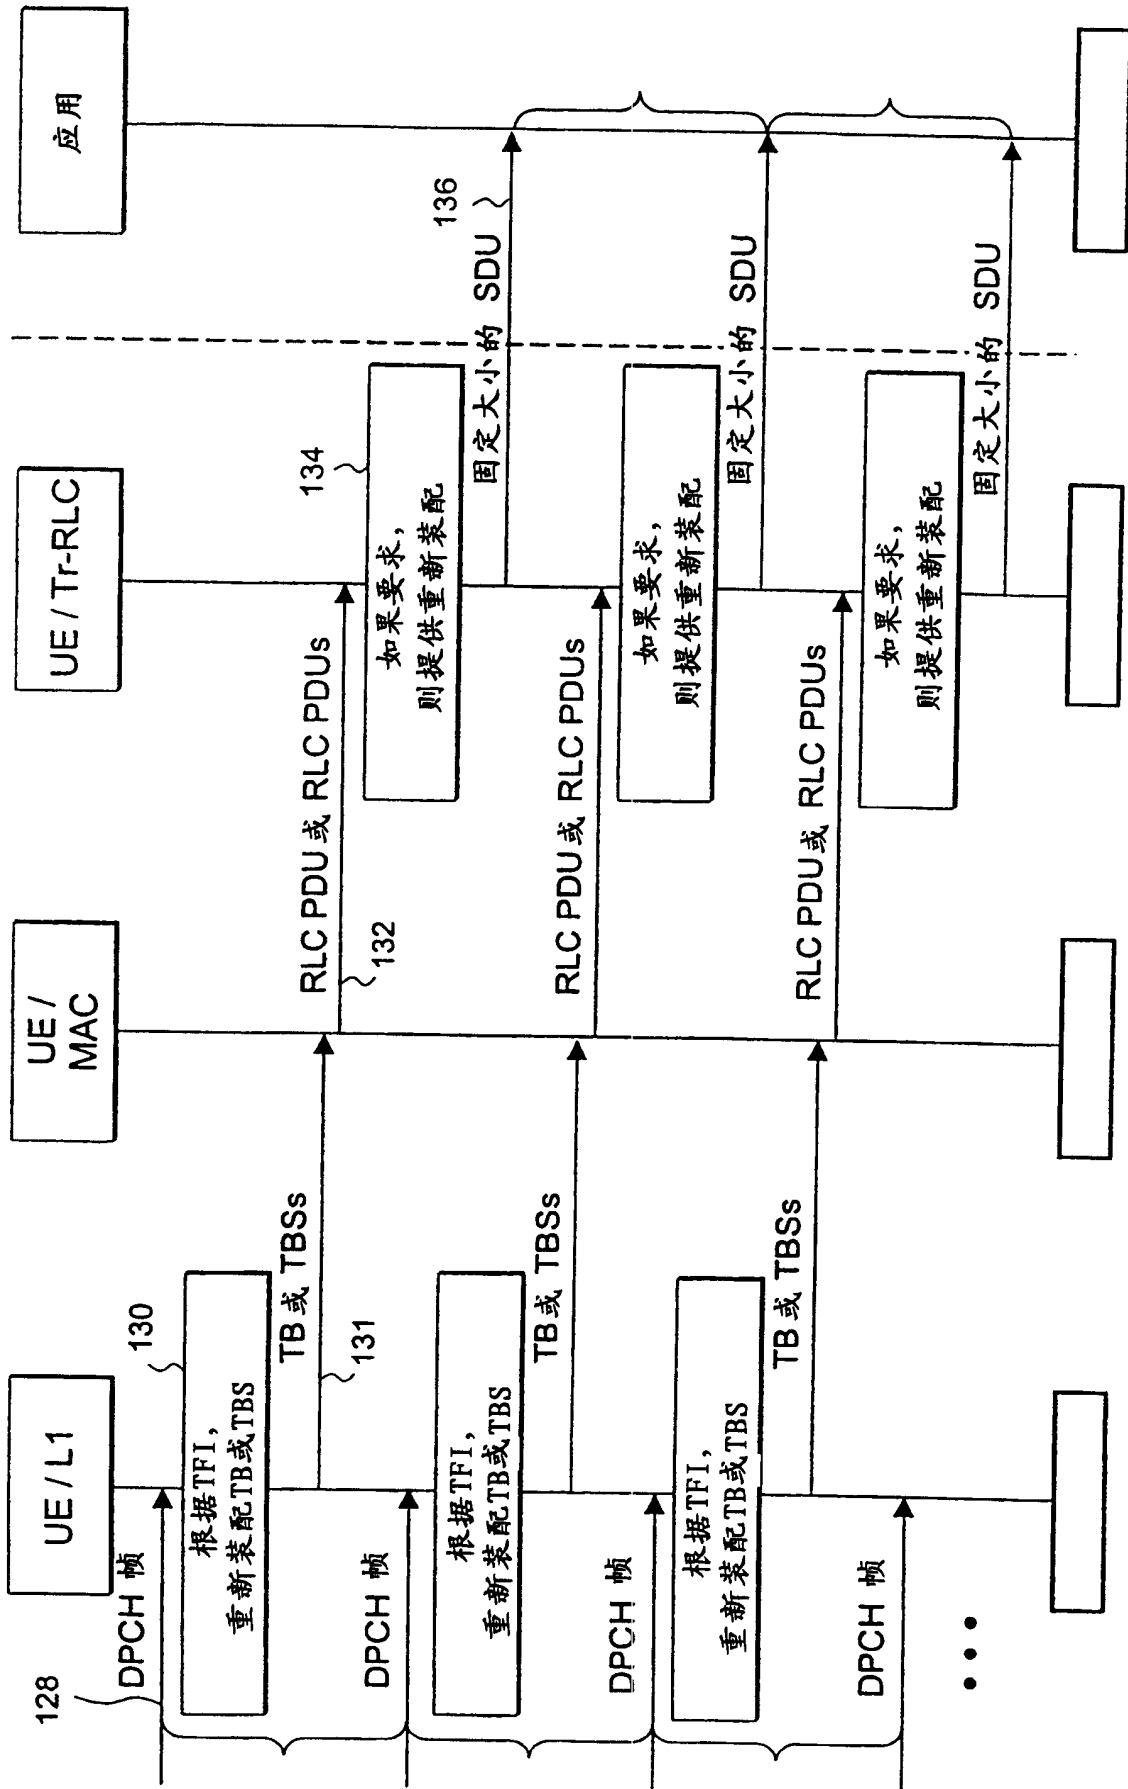 UE / L1
UE /
MAC
UE / Tr-RLC
应用
128
DPCH 帧
130
根据TFI,
重新装配TB或TBS
TB或 TBSs
131
RLC PDU或 RLC PDUs
132
134
如果要求,
则提供重新装配
固定大小的 SDU
136
DPCH 帧
根据TFI,
重新装配TB或TBS
TB或 TBSs
RLC PDU或 RLC PDUs
如果要求,
则提供重新装配
固定大小的 SDU
DPCH 帧
根据TFI,
重新装配TB或TBS
TB或 TBSs
RLC PDU或 RLC PDUs
如果要求,
则提供重新装配
固定大小的 SDU
DPCH 帧
•••